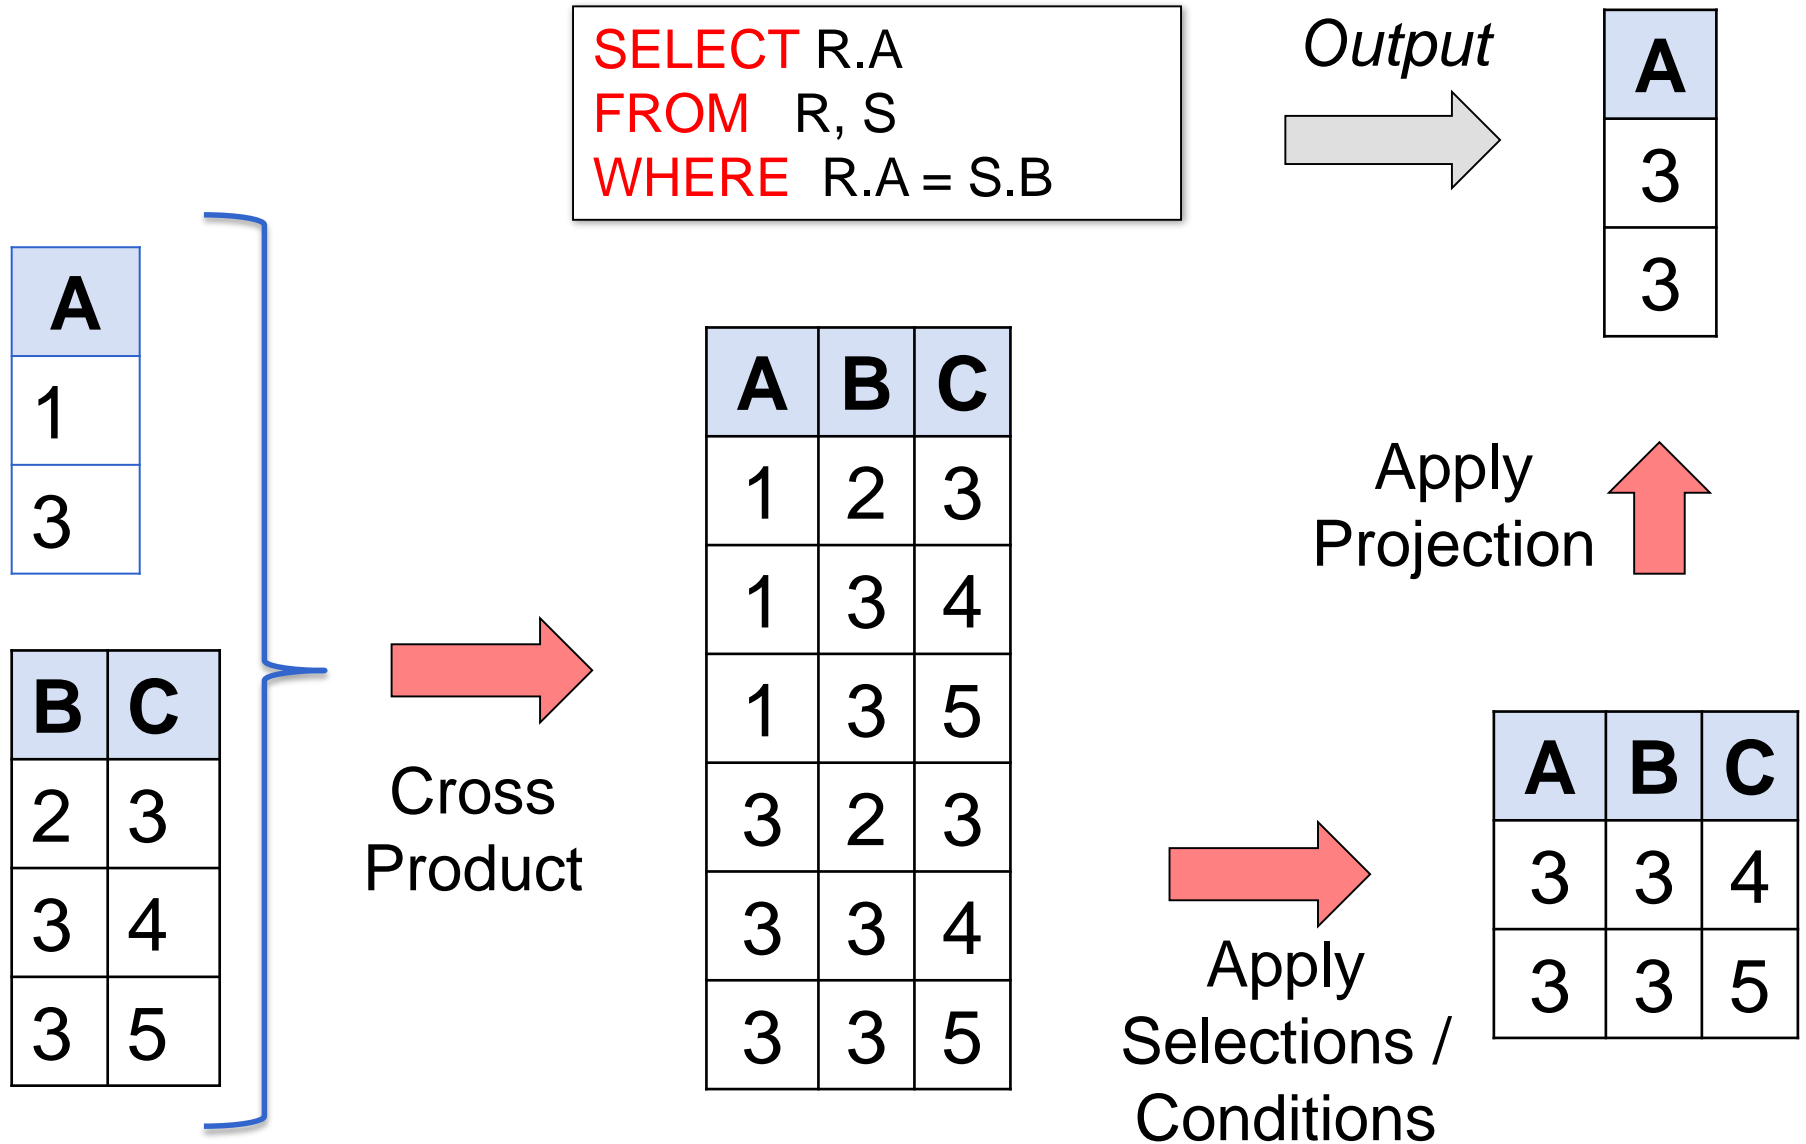 SELECT R.A
FROM R, S
WHERE R.A = S.B
Output
A
3
3
A
1
3
B C
2 3
3 4
3 5
Cross
Product
A B C
1 2 3
1 3 4
1 3 5
3 2 3
3 3 4
3 3 5
Apply
Selections /
Conditions
A B C
3 3 4
3 3 5
Apply
Projection